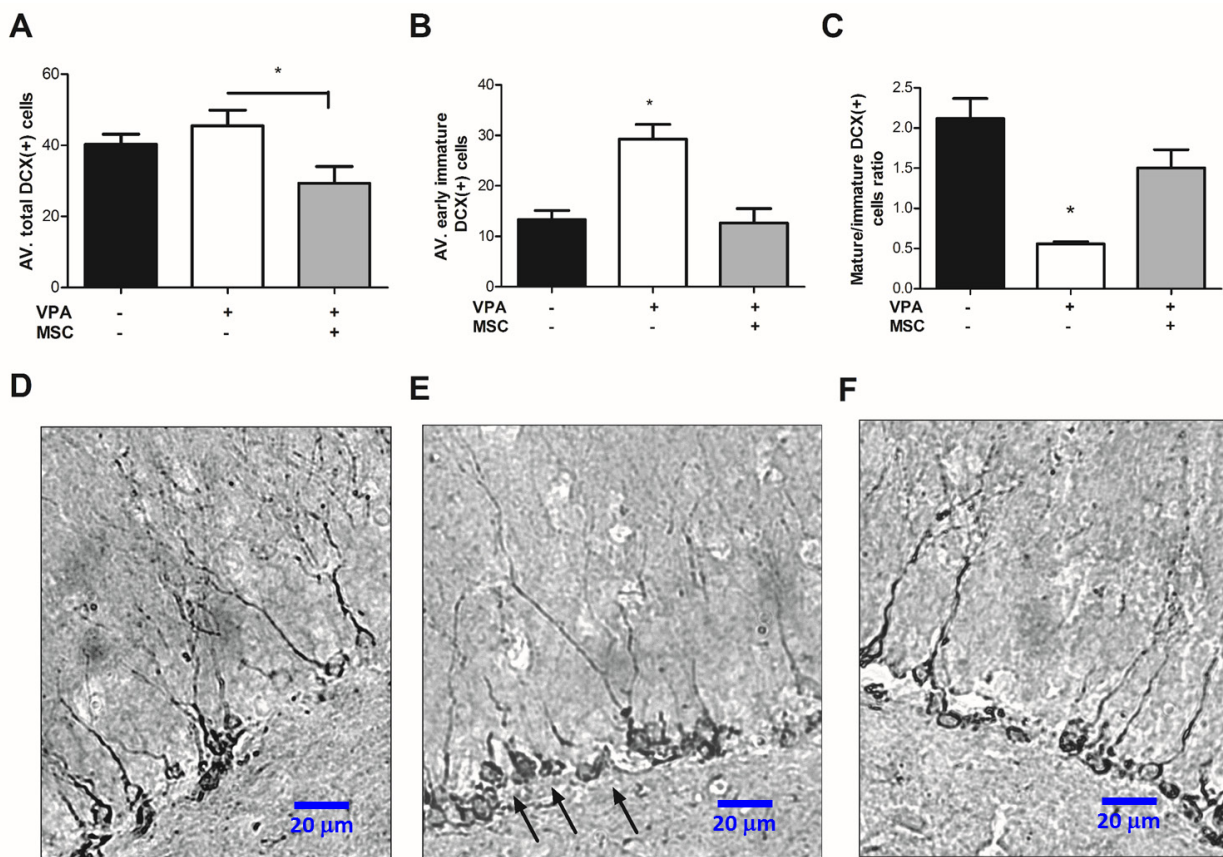 A
AV. total DCX(+) cells
60
40
20
0
*
VPA - + +
MSC - - +
B
AV. early immature
DCX(+) cells
40
30
20
10
0
*
- + +
- - +
C
Mature/immature DCX(+)
cells ratio
2.5
2.0
1.5
1.0
0.5
0.0
*
VPA - + +
MSC - - +
D
20 µm
E
20 µm
F
20 µm